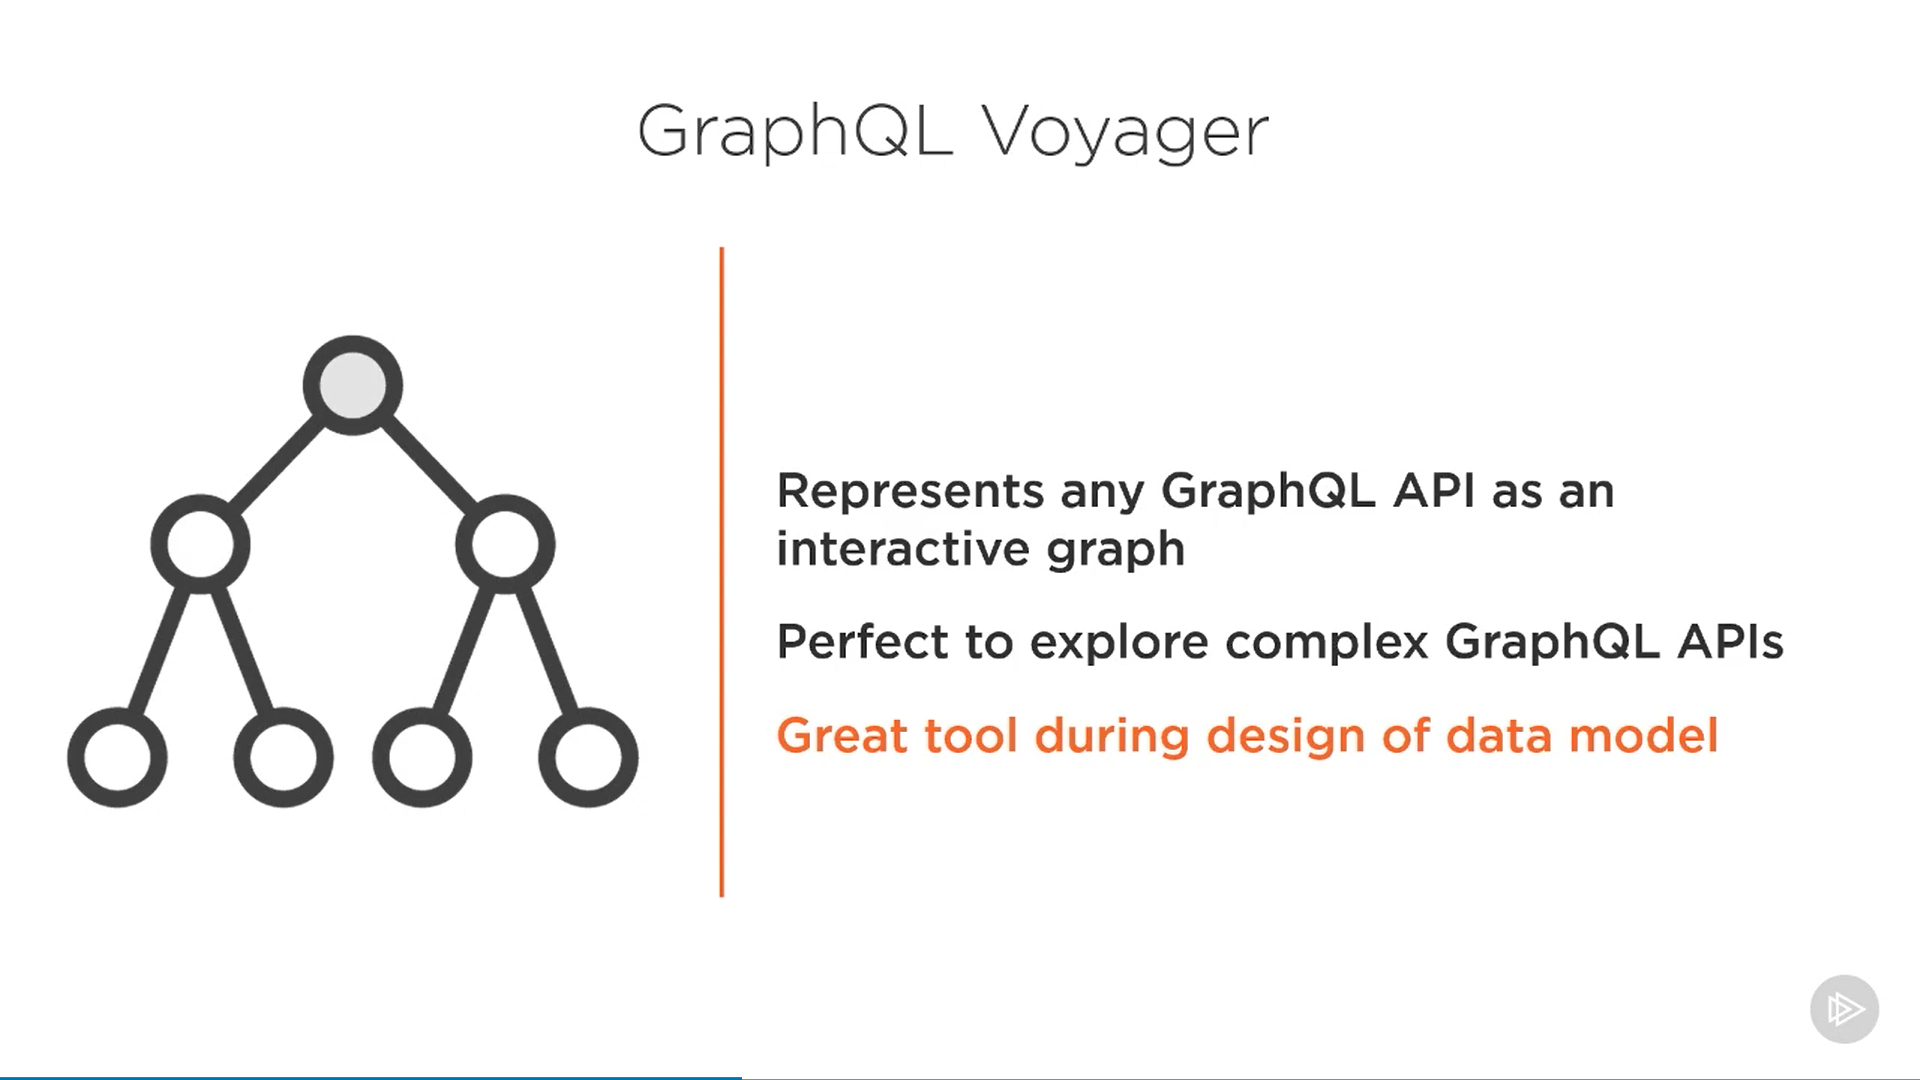 GraphQL Voyager
Represents any GraphQL API as an
interactive graph
Perfect to explore complex GraphQL APIs
Great tool during design of data model